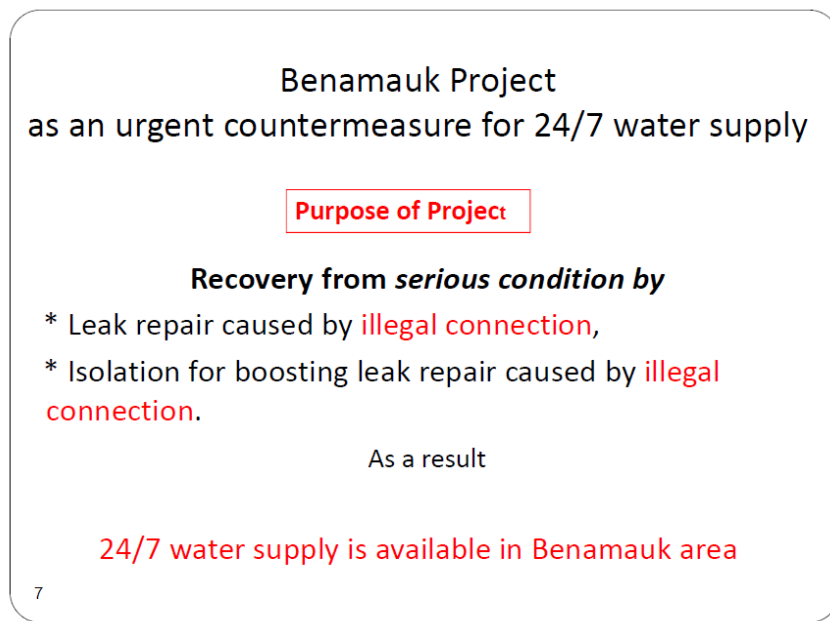 Benamauk Project
as an urgent countermeasure for 24/7 water supply
Purpose of Project
Recovery from serious condition by
* Leak repair caused by illegal connection,
* Isolation for boosting leak repair caused by illegal
connection.
As a result
24/7 water supply is available in Benamauk area
7